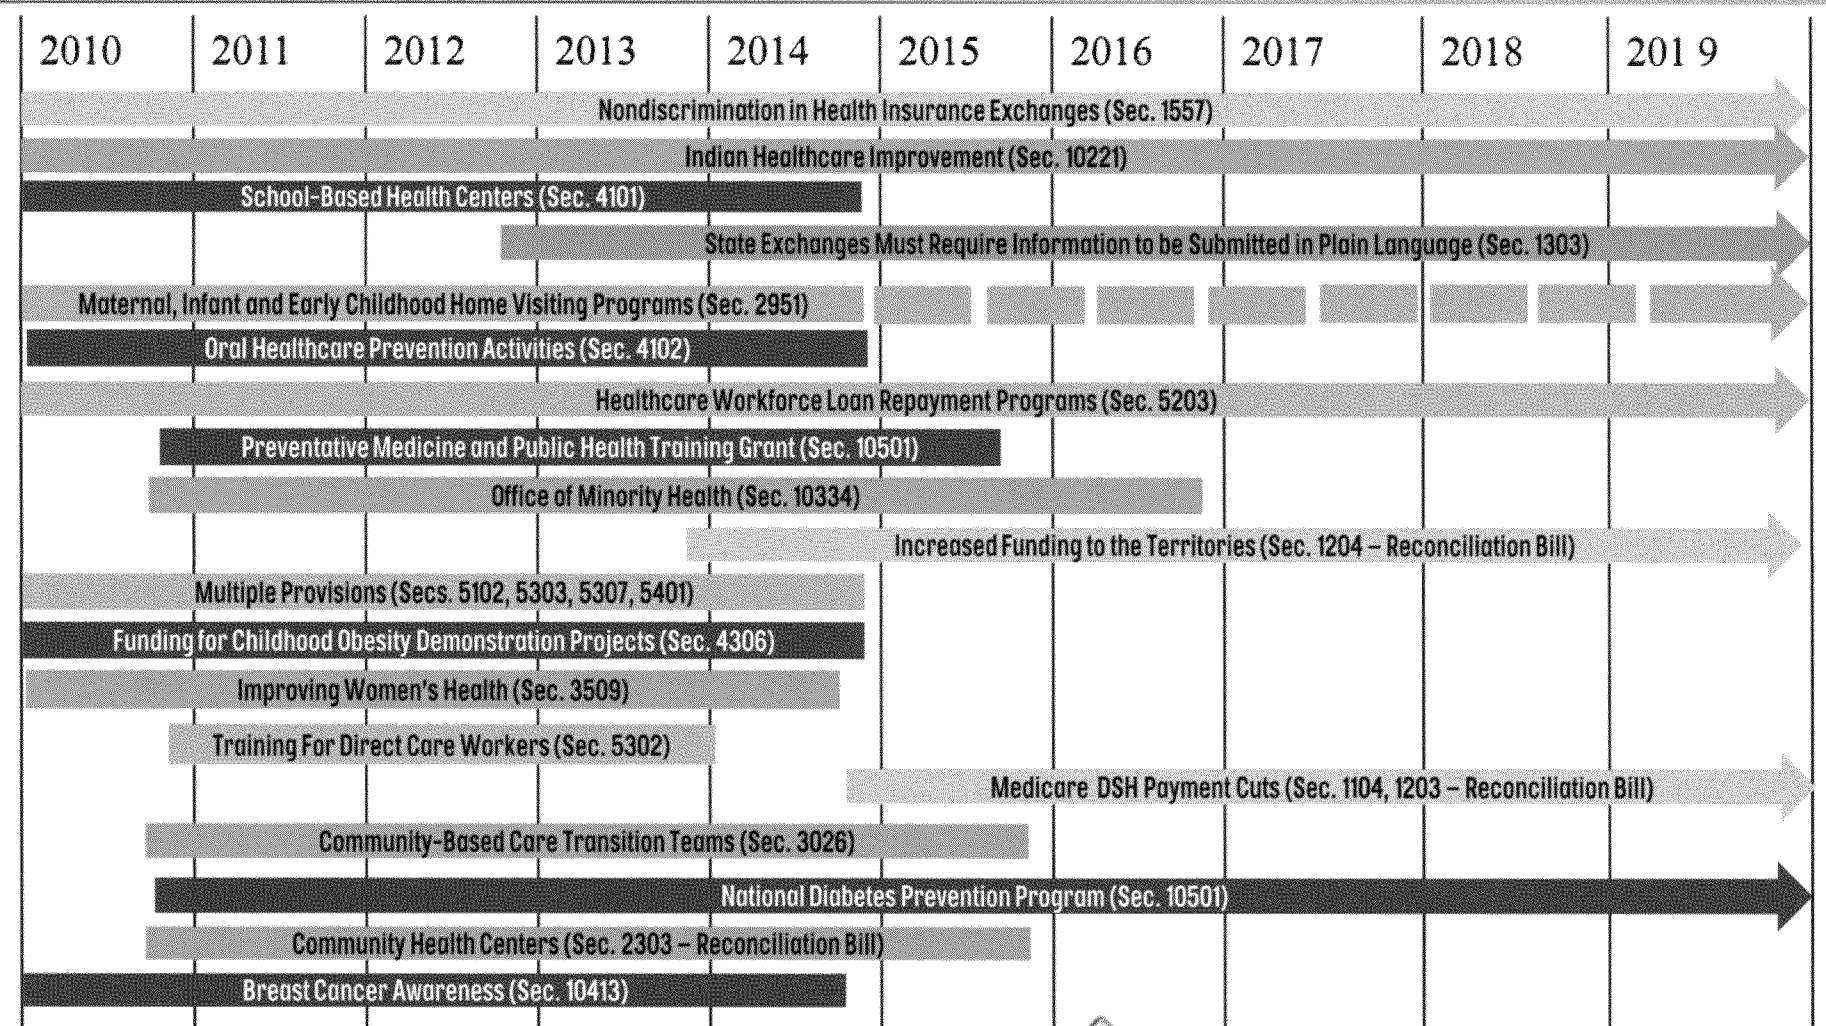 2010 2011 2012 2013 2014 2015 2016 2017 2018 201 9
Nondiscrimination in Health Insurance Exchanges (Sec. 1557)
Indian Healthcare Improvement (Sec. 10221)
School-Based Health Centers (Sec. 4101)
State Exchanges Must Require Information to be Submitted in Plain Language (Sec. 1303)
Maternal, Infant and Early Childhood Home Visiting Programs (Sec. 2951)
Oral Healthcare Prevention Activities (Sec. 4102)
Healthcare Workforce Loan Repayment Programs (Sec. 5203)
Preventative Medicine and Public Health Training Grant (Sec. 10501)
Office of Minority Health (Sec. 10334)
Increased Funding to the Territories (Sec. 1204 – Reconciliation Bill)
Multiple Provisions (Secs. 5102, 5303, 5307, 5401)
Funding for Childhood Obesity Demonstration Projects (Sec. 4306)
Improving Women's Health (Sec. 3509)
Training For Direct Care Workers (Sec. 5302)
Medicare DSH Payment Cuts (Sec. 1104, 1203 – Reconciliation Bill)
Community-Based Care Transition Teams (Sec. 3026)
National Diabetes Prevention Program (Sec. 10501)
Community Health Centers (Sec. 2303 – Reconciliation Bill)
Breast Cancer Awareness (Sec. 10413)